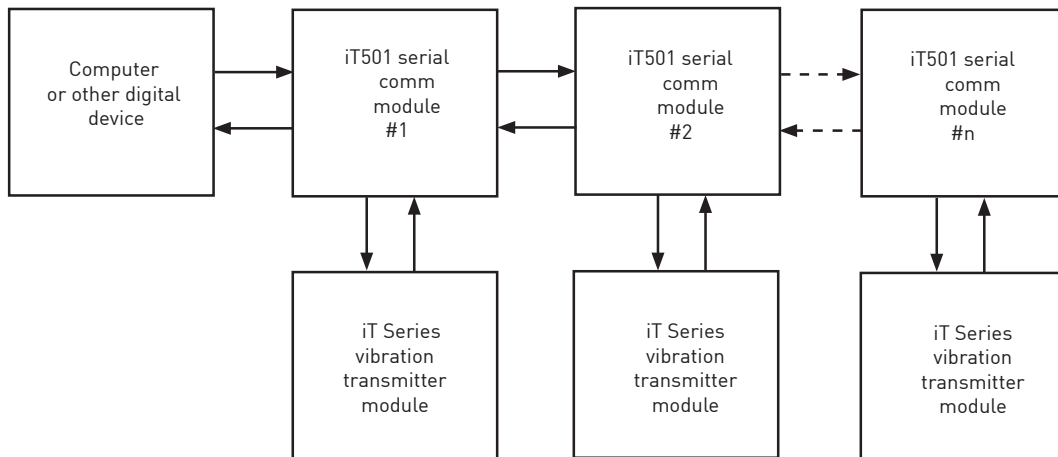 Computer
or other digital
device
iT501 serial
comm
module
#1
iT501 serial
comm
module
#2
iT501 serial
comm
module
#n
iT Series
vibration
transmitter
module
iT Series
vibration
transmitter
module
iT Series
vibration
transmitter
module